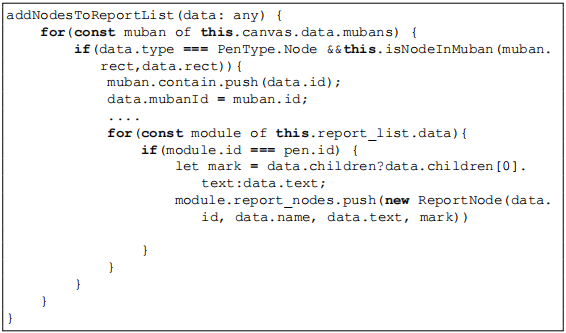 addNodesToReportList(data: any) {
    for(const muban of this.canvas.data.mubans) {
        if(data.type === PenType.Node &&this.isNodeInMuban(muban.
            rect,data.rect)){
            muban.contain.push(data.id);
            data.mubanId = muban.id;
            ....
            for(const module of this.report_list.data){
                if(module.id === pen.id) {
                    let mark = data.children?data.children[0].
                        text:data.text;
                    module.report_nodes.push(new ReportNode(data.
                        id, data.name, data.text, mark))
                }
            }
        }
    }
}